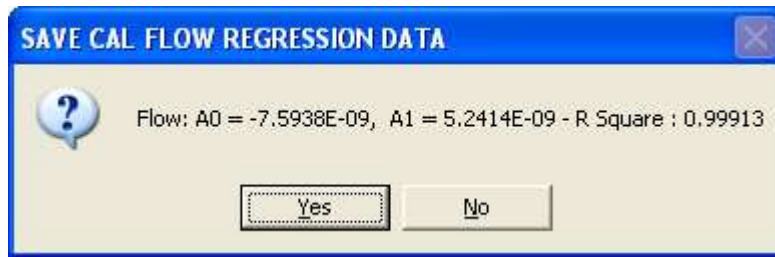 SAVE CAL FLOW REGRESSION DATA
Flow: A0 = -7.5938E-09, A1 = 5.2414E-09 - R Square : 0.99913
Yes No